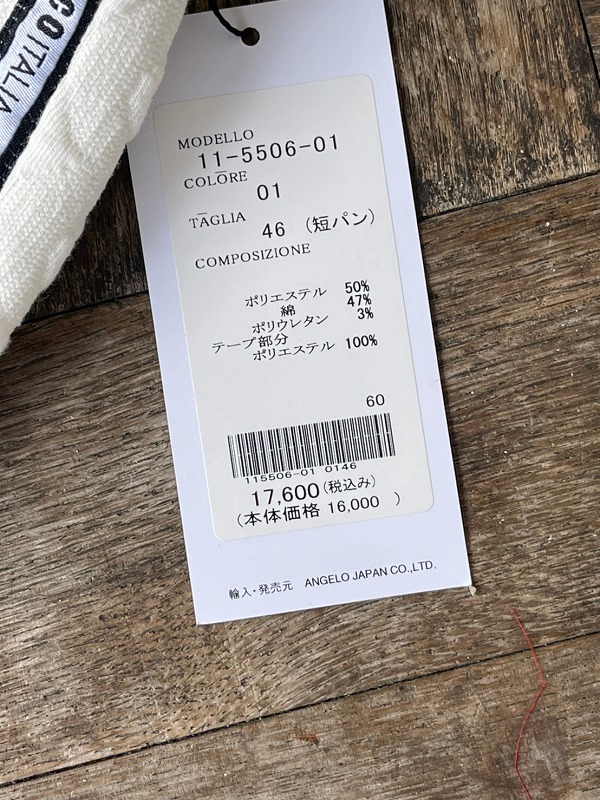 CO ITALIA
MODELLO
11-5506-01
COLORE
01
TAGLIA
46 (短パン)
COMPOSIZIONE
ポリエステル 50%
綿 47%
ポリウレタン 3%
テープ部分
ポリエステル 100%
60
115506-01 0146
17,600(税込み)
(本体価格 16,000 )
輸入・発売元 ANGELO JAPAN CO.,LTD.